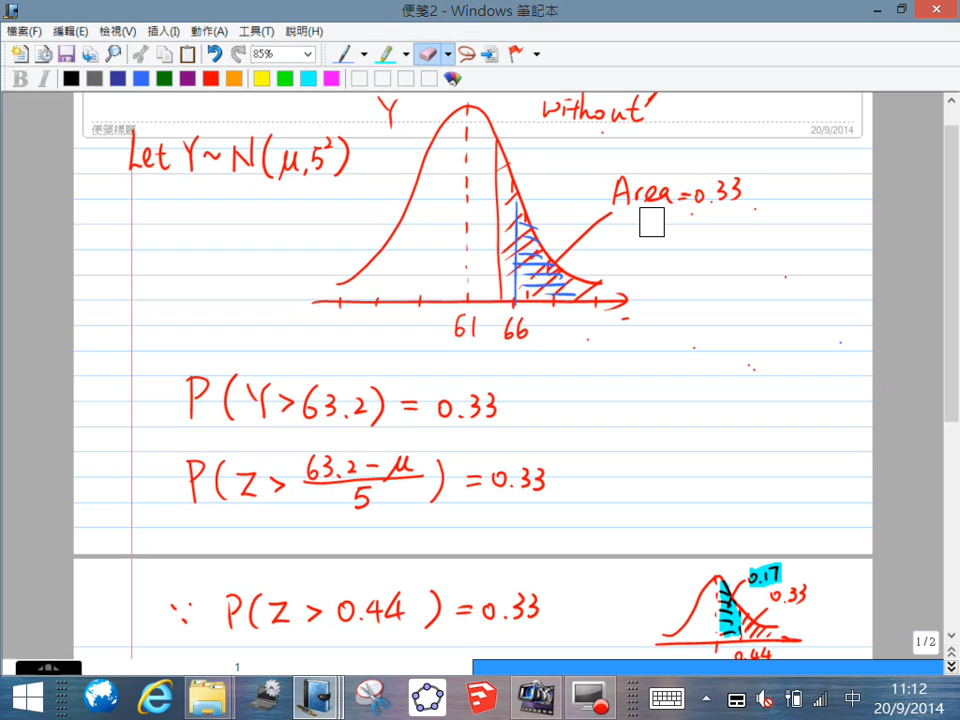 便箋2 - Windows 筆記本
檔案(F) 編輯(E) 檢視(V) 插入(I) 動作(A) 工具(T) 說明(H)
85%
B I
Y
Without
便箋標題
20/9/2014
Let Y~N(μ,5²)
Area=0.33
61 66
P(Y>63.2)=0.33
P(Z>\frac{63.2-μ}{5})=0.33
0.17
0.33
∵ P(Z>0.44)=0.33
0.44
1/2
1
中
11:12
20/9/2014